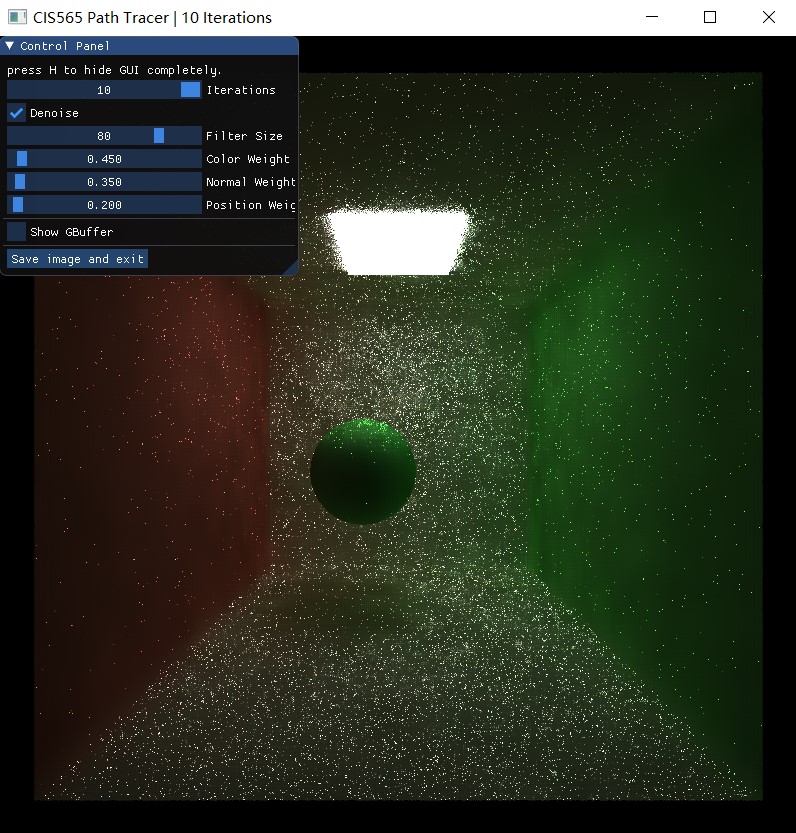 CIS565 Path Tracer | 10 Iterations
Control Panel
press H to hide GUI completely.
10 Iterations
Denoise
80 Filter Size
0.450 Color Weight
0.350 Normal Weight
0.200 Position Weig
Show GBuffer
Save image and exit